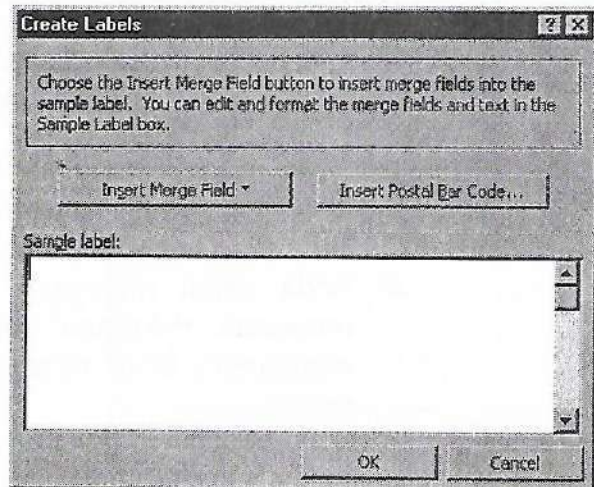 Create Labels
Choose the Insert Merge Field button to insert merge fields into the
sample label. You can edit and format the merge fields and text in the
Sample Label box.
Insert Merge Field
Insert Postal Bar Code...
Sample label:
OK
Cancel